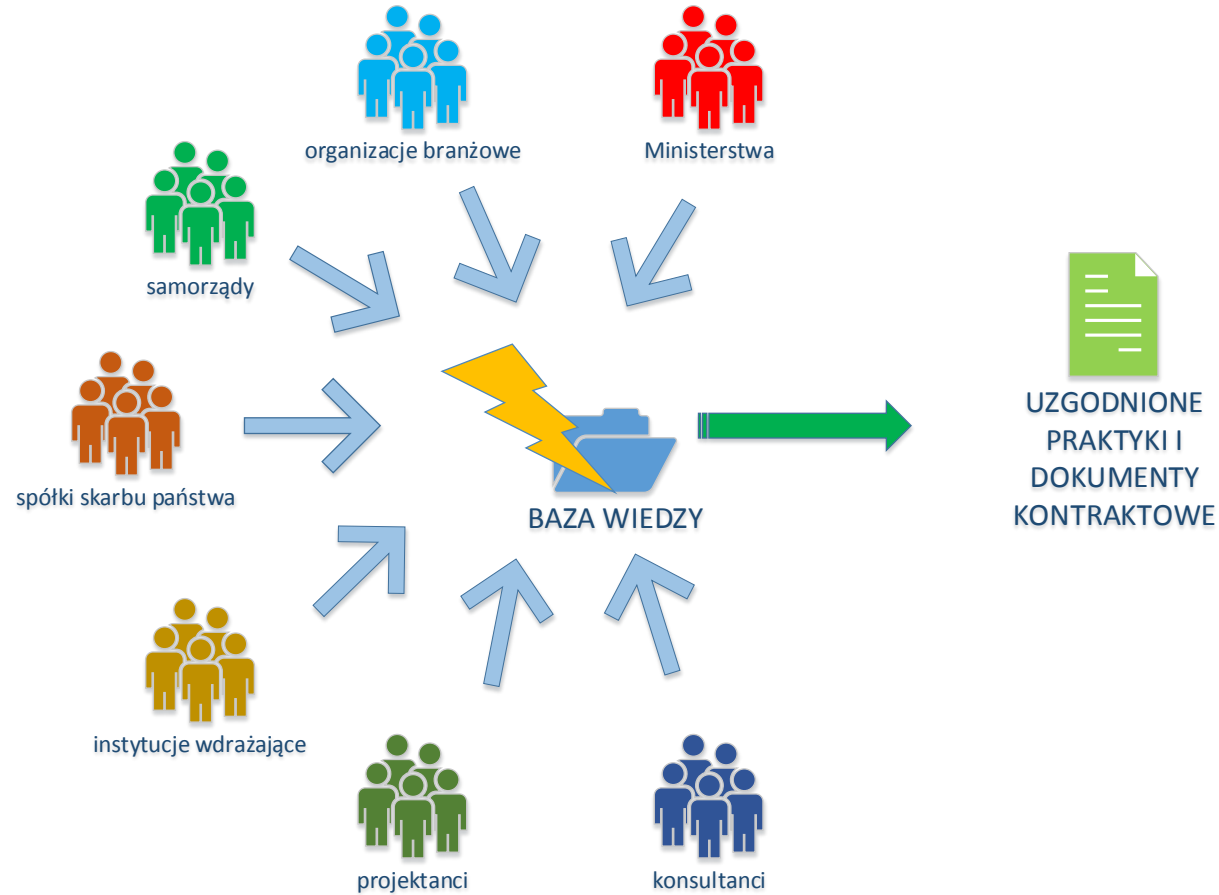 organizacje branżowe
Ministerstwa
samorządy
spółki skarbu państwa
BAZA WIEDZY
UZGODNIONE
PRAKTYKI I
DOKUMENTY
KONTRAKTOWE
instytucje wdrażające
projektanci
konsultanci